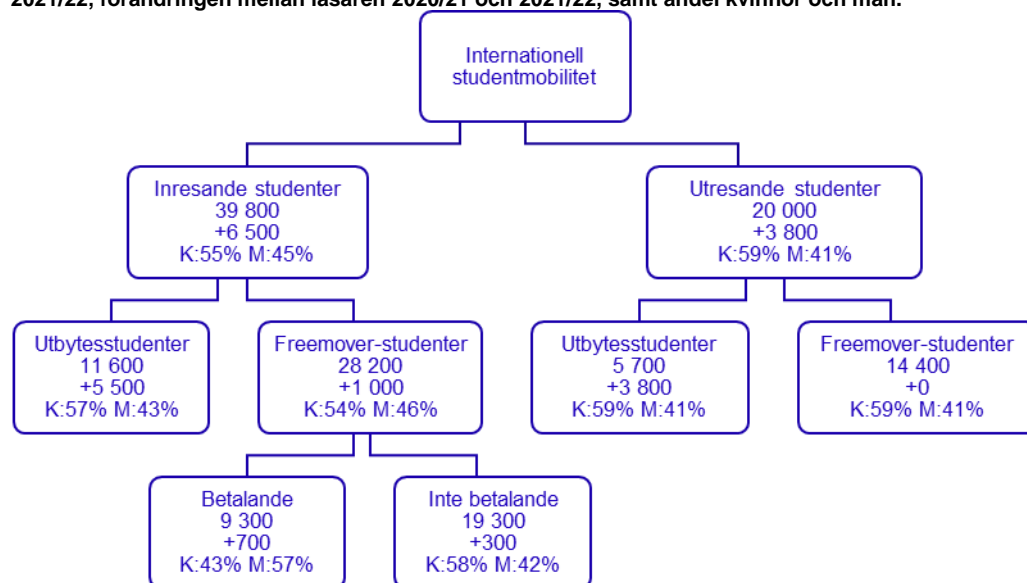 2021/22, förändringen mellan läsåren 2020/21 och 2021/22, samt andel kvinnor och män.
Internationell
studentmobilitet
Inresande studenter
39 800
+6 500
K:55% M:45%
Utresande studenter
20 000
+3 800
K:59% M:41%
Utbytesstudenter
11 600
+5 500
K:57% M:43%
Freemover-studenter
28 200
+1 000
K:54% M:46%
Utbytesstudenter
5 700
+3 800
K:59% M:41%
Freemover-studenter
14 400
+0
K:59% M:41%
Betalande
9 300
+700
K:43% M:57%
Inte betalande
19 300
+300
K:58% M:42%